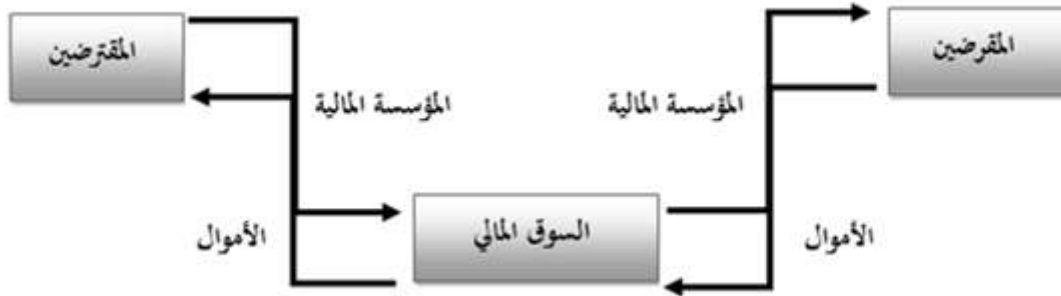 المقرضين
المقترضين
المؤسسة المالية
المؤسسة المالية
السوق المالي
الأموال
الأموال